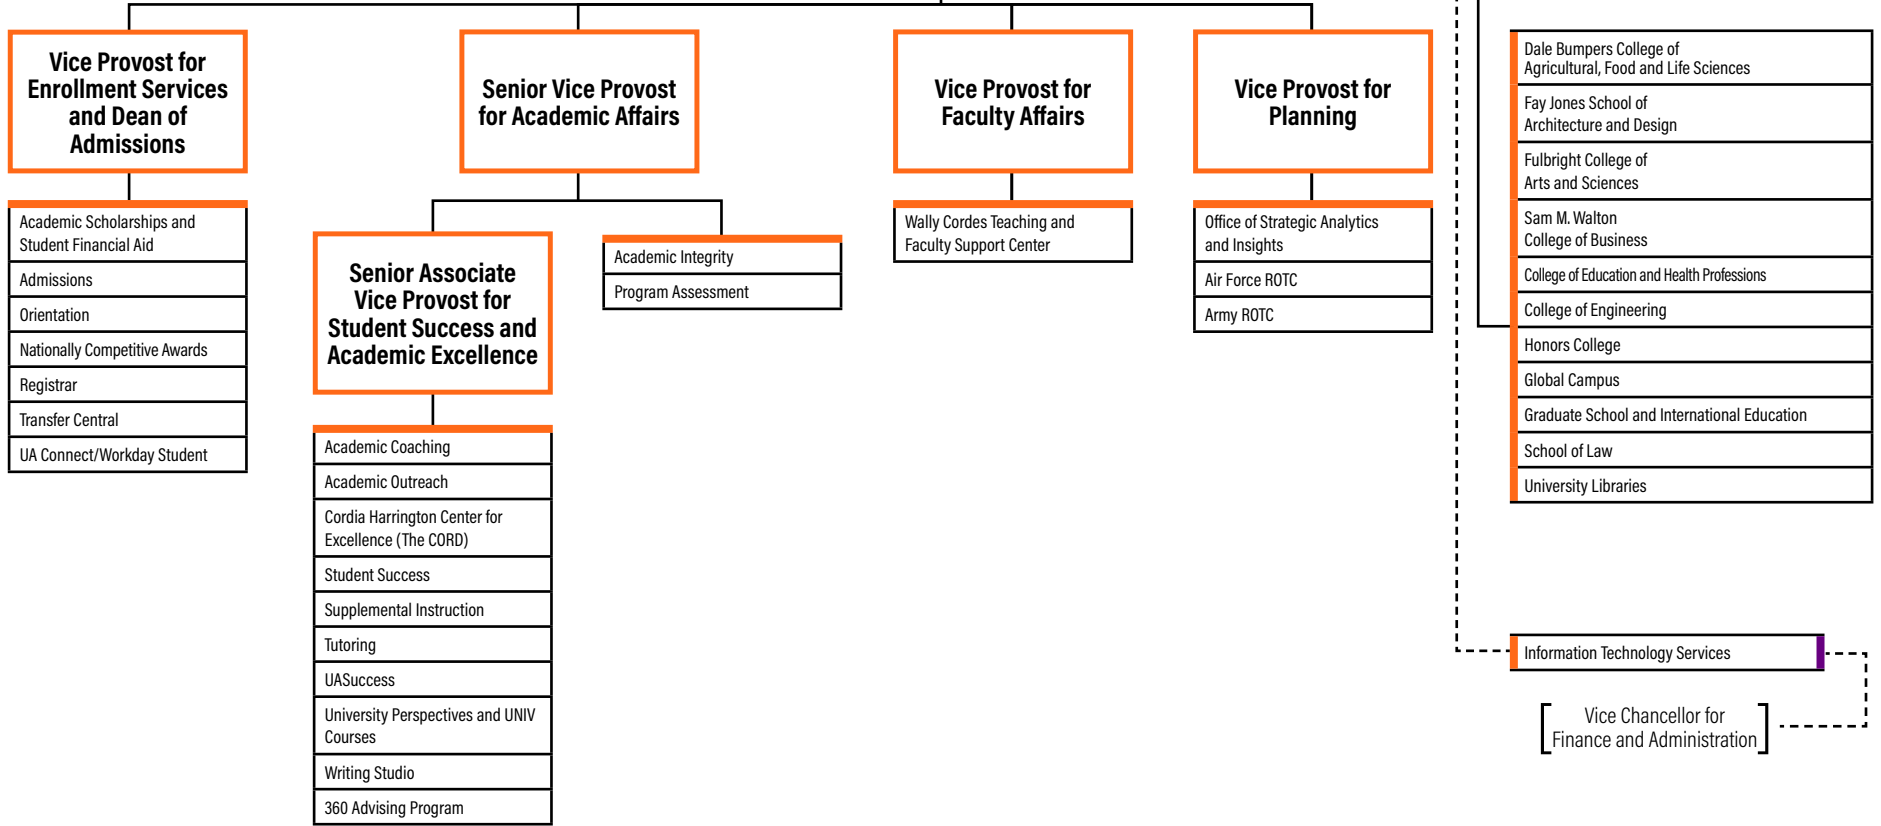 Vice Provost for
Enrollment Services
and Dean of
Admissions
Academic Scholarships and
Student Financial Aid
Admissions
Orientation
Nationally Competitive Awards
Registrar
Transfer Central
UA Connect/Workday Student
Senior Vice Provost
for Academic Affairs
Senior Associate
Vice Provost for
Student Success and
Academic Excellence
Academic Coaching
Academic Outreach
Cordia Harrington Center for
Excellence (The CORD)
Student Success
Supplemental Instruction
Tutoring
UASuccess
University Perspectives and UNIV
Courses
Writing Studio
360 Advising Program
Academic Integrity
Program Assessment
Vice Provost for
Faculty Affairs
Wally Cordes Teaching and
Faculty Support Center
Vice Provost for
Planning
Office of Strategic Analytics
and Insights
Air Force ROTC
Army ROTC
Dale Bumpers College of
Agricultural, Food and Life Sciences
Fay Jones School of
Architecture and Design
Fulbright College of
Arts and Sciences
Sam M. Walton
College of Business
College of Education and Health Professions
College of Engineering
Honors College
Global Campus
Graduate School and International Education
School of Law
University Libraries
Information Technology Services
Vice Chancellor for
Finance and Administration